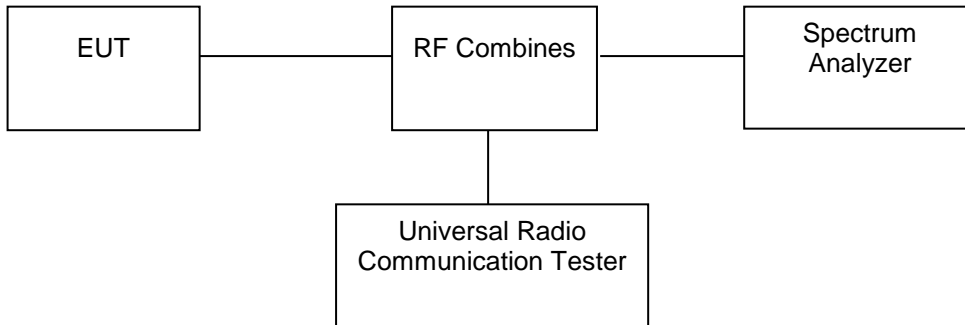 EUT
RF Combines
Spectrum
Analyzer
Universal Radio
Communication Tester